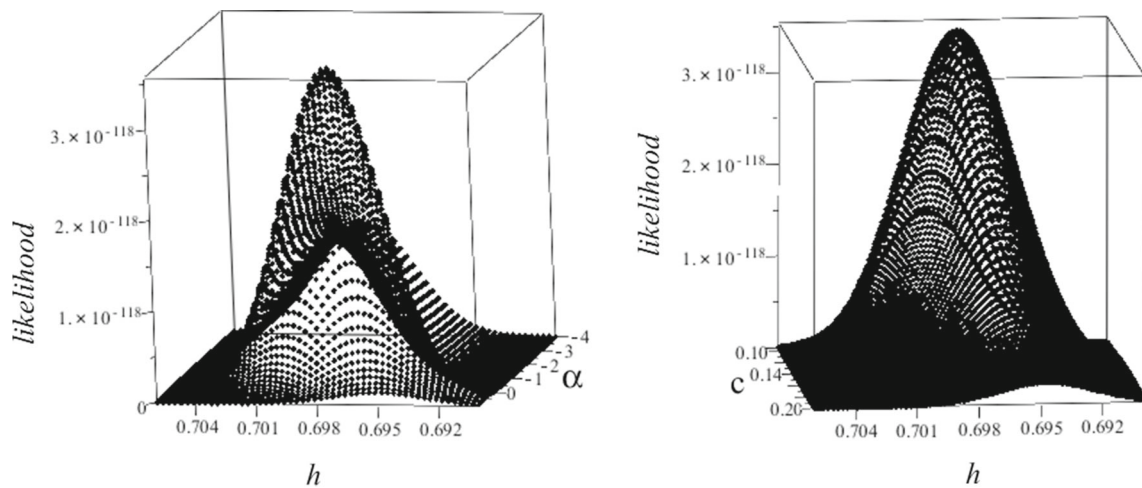 3. × 10⁻¹¹⁸
2. × 10⁻¹¹⁸
likelihood
1. × 10⁻¹¹⁸
0
-4
-3
-2
-1
0
α
0.704 0.701 0.698 0.695 0.692
h
3. × 10⁻¹¹⁸
2. × 10⁻¹¹⁸
likelihood
1. × 10⁻¹¹⁸
0.10
0.14
c
0.20
0.704 0.701 0.698 0.695 0.692
h